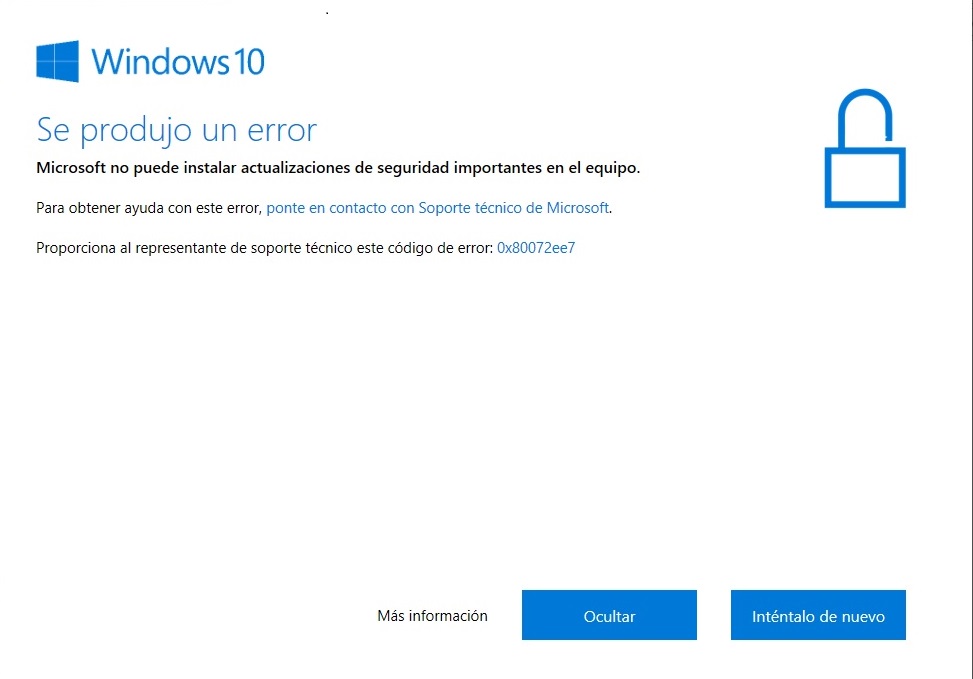 Windows 10
Se produjo un error
Microsoft no puede instalar actualizaciones de seguridad importantes en el equipo.
Para obtener ayuda con este error, ponte en contacto con Soporte técnico de Microsoft.
Proporciona al representante de soporte técnico este código de error: 0x80072ee7
Más información
Ocultar
Inténtalo de nuevo